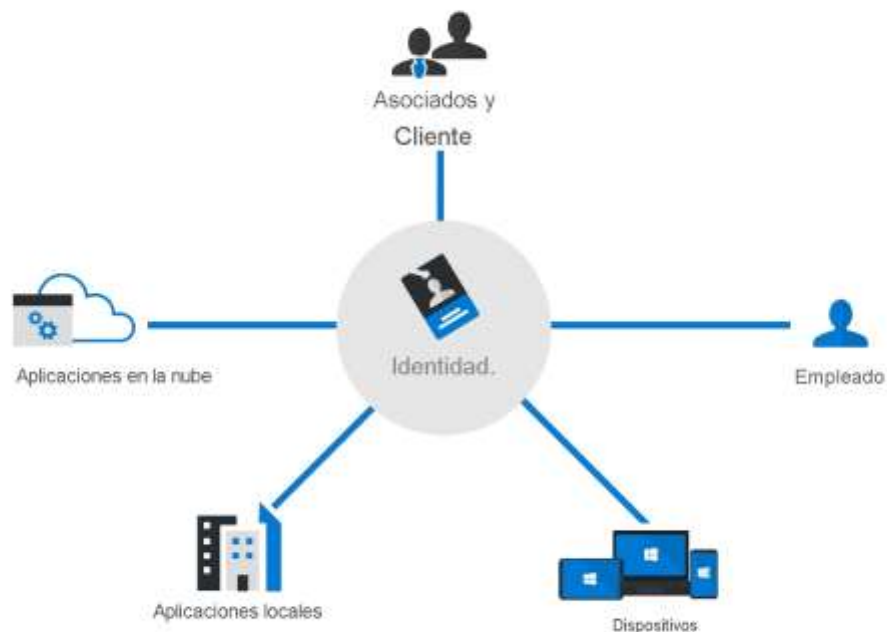 Asociados y
Cliente
Identidad.
Aplicaciones en la nube
Empleado
Aplicaciones locales
Dispositivos